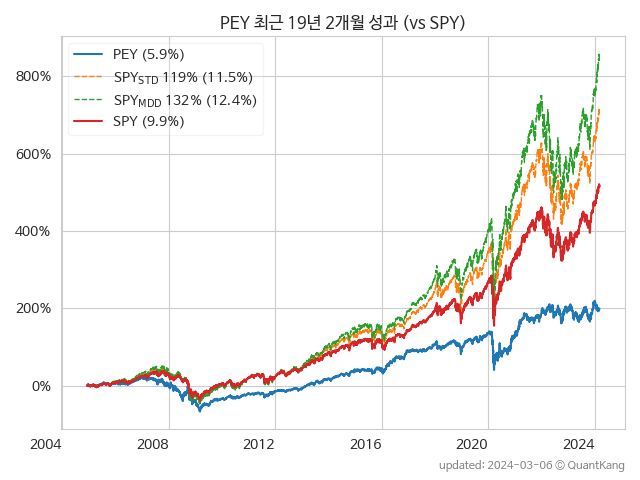 PEY 최근 19년 2개월 성과 (vs SPY)
PEY (5.9%)
SPY_STD 119% (11.5%)
SPY_MDD 132% (12.4%)
SPY (9.9%)
800%
600%
400%
200%
0%
2004 2008 2012 2016 2020 2024
updated: 2024-03-06 © QuantKang